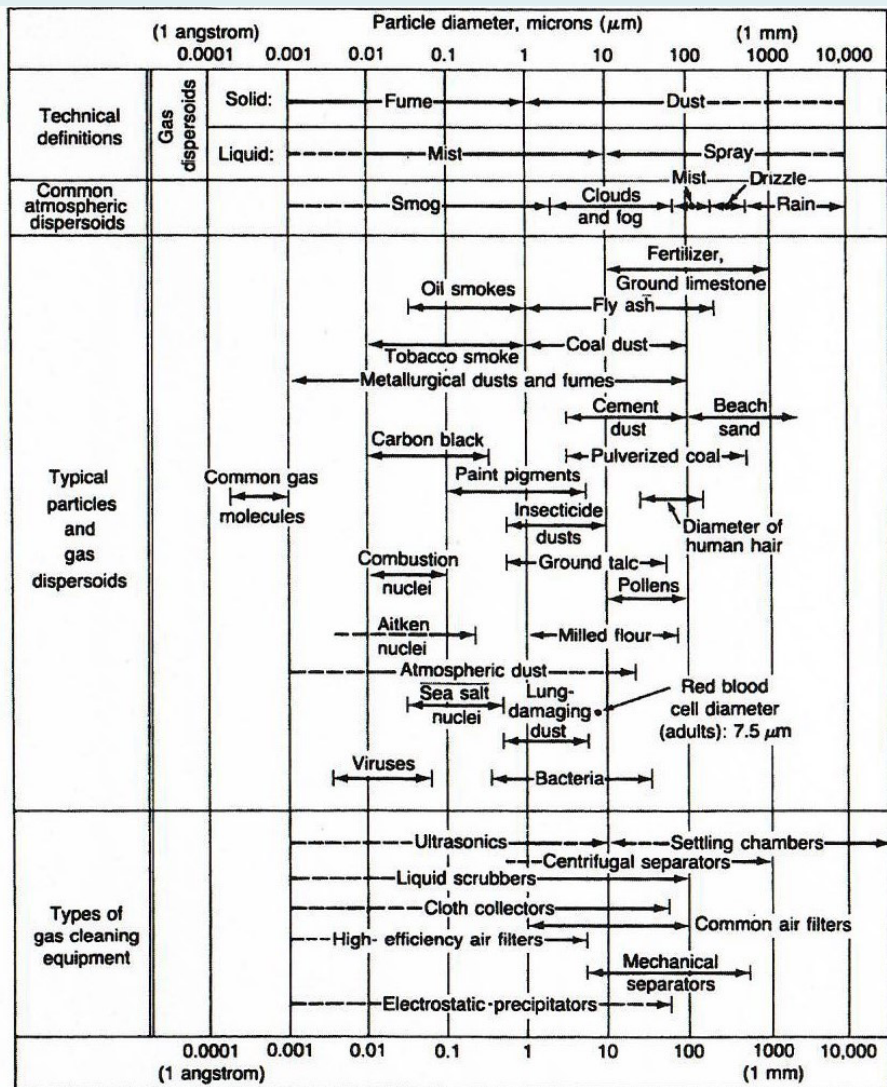 Particle diameter, microns (μm)
(1 angstrom)
(1 mm)
0.0001 0.001 0.01 0.1 1 10 100 1000 10,000
Technical
definitions
Gas
dispersoids
Solid:
Fume
Dust
Liquid:
Mist
Spray
Common
atmospheric
dispersoids
Smog
Clouds
and fog
Mist
Drizzle
Rain
Typical
particles
and
gas
dispersoids
Fertilizer,
Ground limestone
Oil smokes
Fly ash
Tobacco smoke
Coal dust
Metallurgical dusts and fumes
Cement
dust
Beach
sand
Carbon black
Pulverized coal
Common gas
molecules
Paint pigments
Insecticide
dusts
Diameter of
human hair
Combustion
nuclei
Ground talc
Pollens
Aitken
nuclei
Milled flour
Atmospheric dust
Sea salt
nuclei
Lung-
damaging
dust
Red blood
cell diameter
(adults): 7.5 μm
Viruses
Bacteria
Types of
gas cleaning
equipment
Ultrasonics
Settling chambers
Centrifugal separators
Liquid scrubbers
Cloth collectors
Common air filters
High- efficiency air filters
Mechanical
separators
Electrostatic-precipitators
0.0001 0.001 0.01 0.1 1 10 100 1000 10,000
(1 angstrom)
(1 mm)